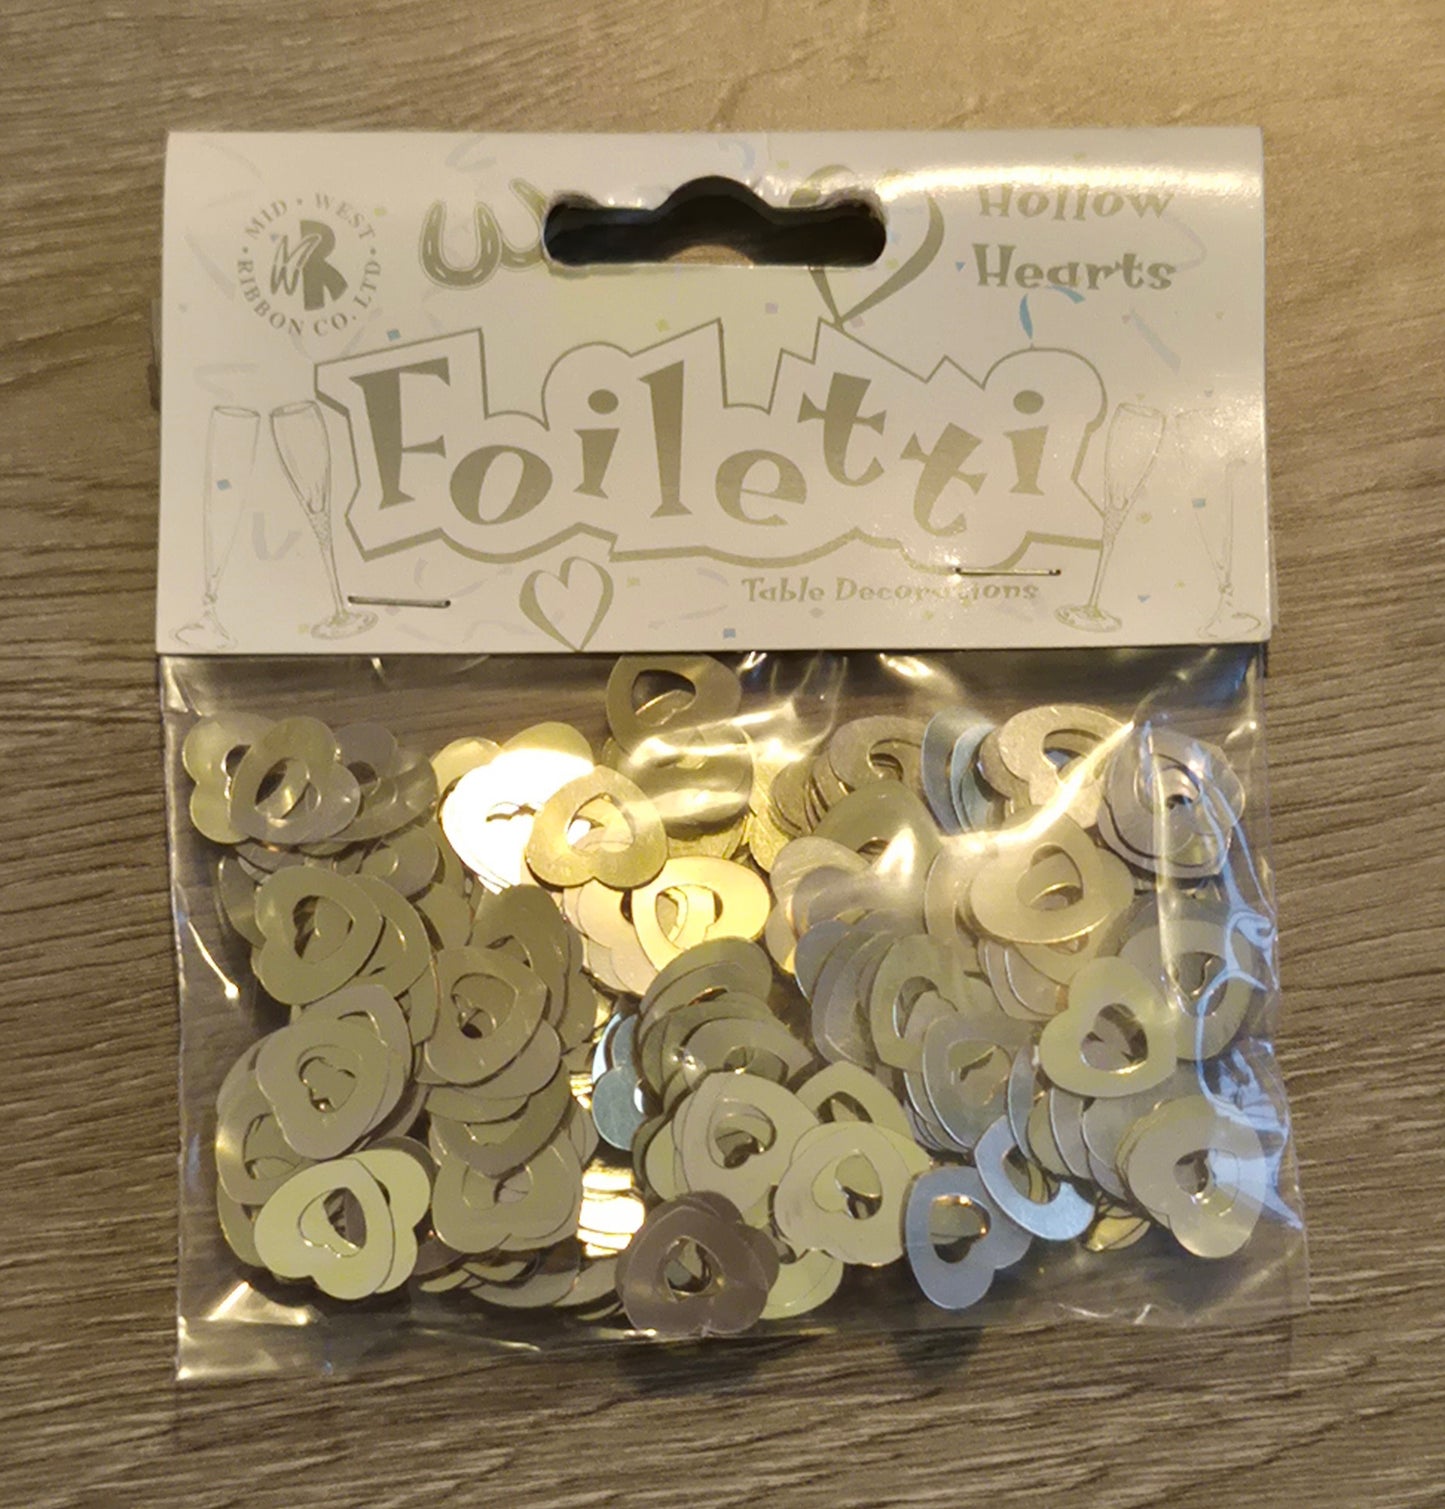 MID · WEST
· RIBBON CO. LTD ·
R
Hollow
Hearts
Foiletti
Table Decorations